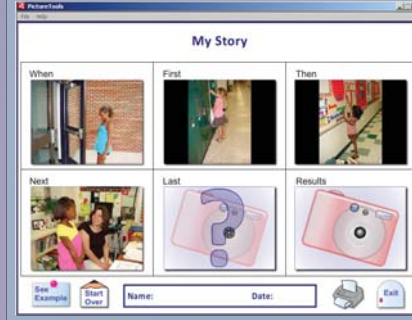 PictureTools
File Help
My Story
When
First
Then
Next
Last
Results
?
See
Example
Start
Over
Name:
Date:
Exit